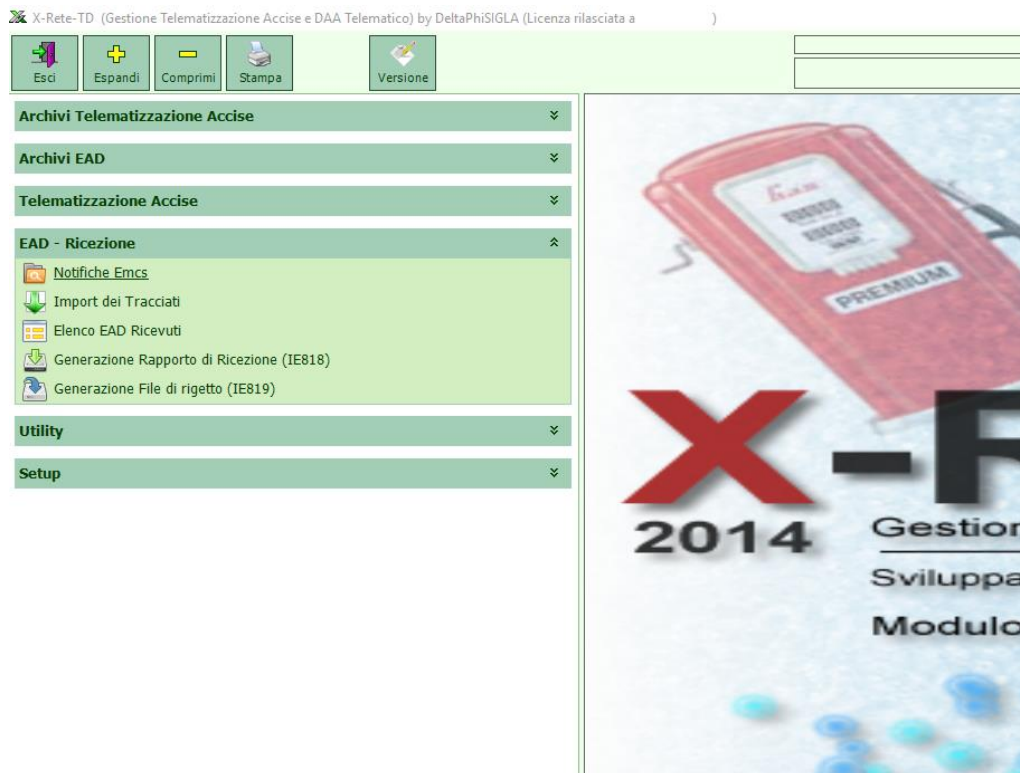 X-Rete-TD (Gestione Telematizzazione Accise e DAA Telematico) by DeltaPhiSIGLA (Licenza rilasciata a )
Esci Espandi Comprimi Stampa Versione
Archivi Telematizzazione Accise
Archivi EAD
Telematizzazione Accise
EAD - Ricezione
Notifiche Emcs
Import dei Tracciati
Elenco EAD Ricevuti
Generazione Rapporto di Ricezione (IE818)
Generazione File di rigetto (IE819)
Utility
Setup
PREMIUM
X-R
2014
Gestion
Sviluppa
Modulo